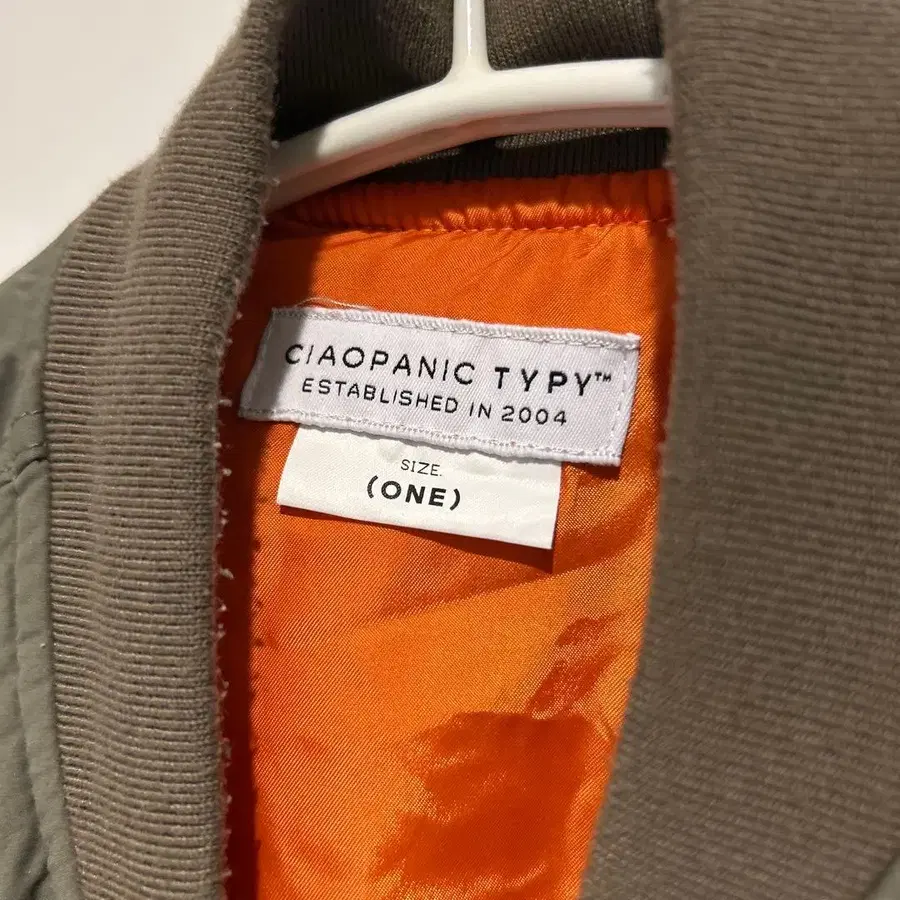 CIAOPANIC TYPY™
ESTABLISHED IN 2004
SIZE.
(ONE)